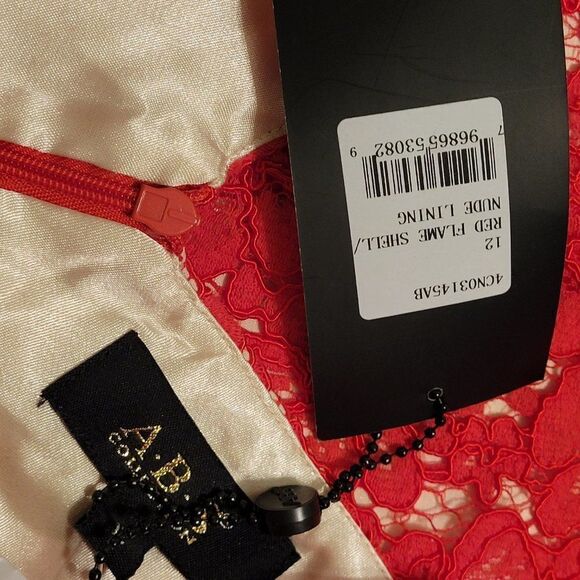 4CN03145AB
12
RED FLAME SHELL/
NUDE LINING
7 96865 53082 9
A.B.